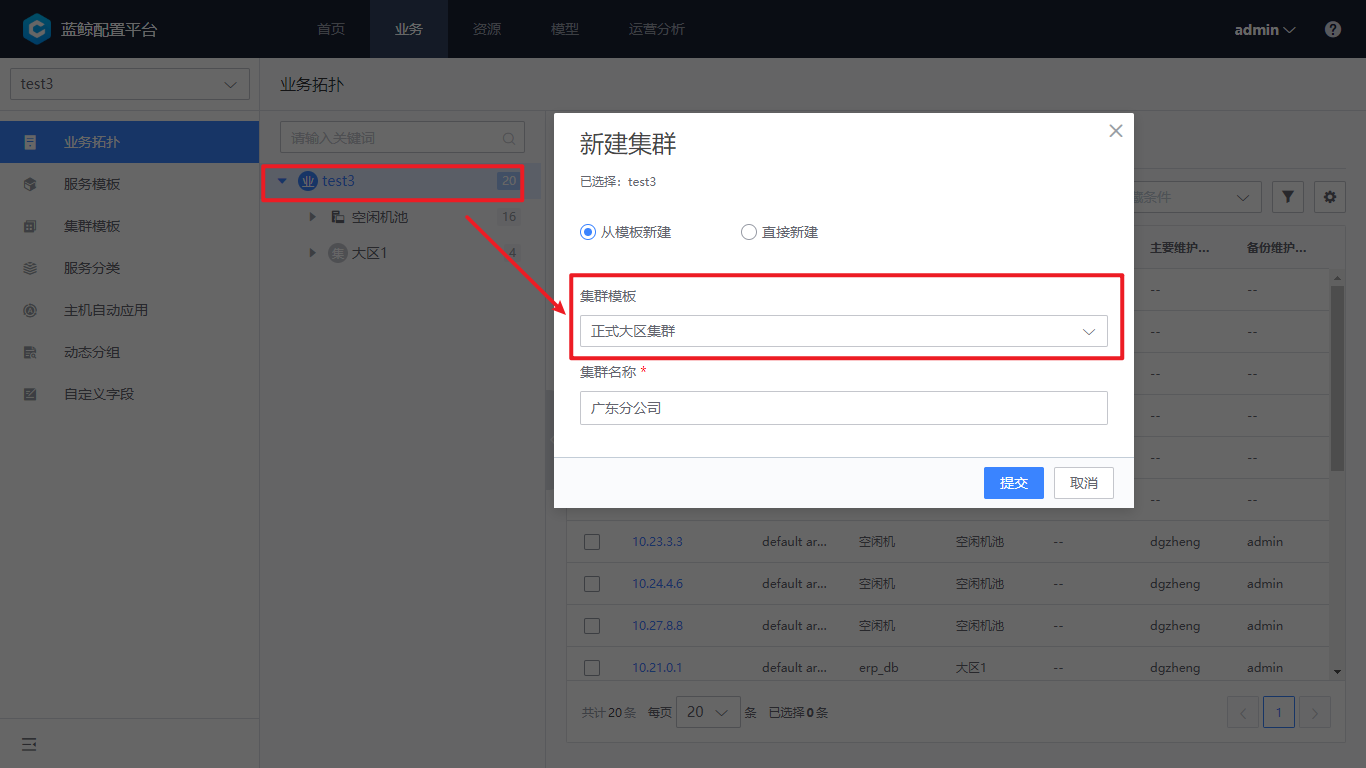 蓝鲸配置平台
首页
业务
资源
模型
运营分析
admin
test3
业务拓扑
请输入关键词
业务拓扑
服务模板
集群模板
服务分类
主机自动应用
动态分组
自定义字段
业 test3 20
空闲机池 16
集 大区1 4
新建集群
已选择：test3
从模板新建 直接新建
集群模板
正式大区集群
集群名称 *
广东分公司
提交 取消
条件
主要维护... 备份维护...
-- --
-- --
-- --
-- --
-- --
-- --
10.23.3.3 default ar... 空闲机 空闲机池 -- dgzheng admin
10.24.4.6 default ar... 空闲机 空闲机池 -- dgzheng admin
10.27.8.8 default ar... 空闲机 空闲机池 -- dgzheng admin
10.21.0.1 default ar... erp_db 大区1 -- dgzheng admin
共计20条 每页 20 条 已选择0条 1